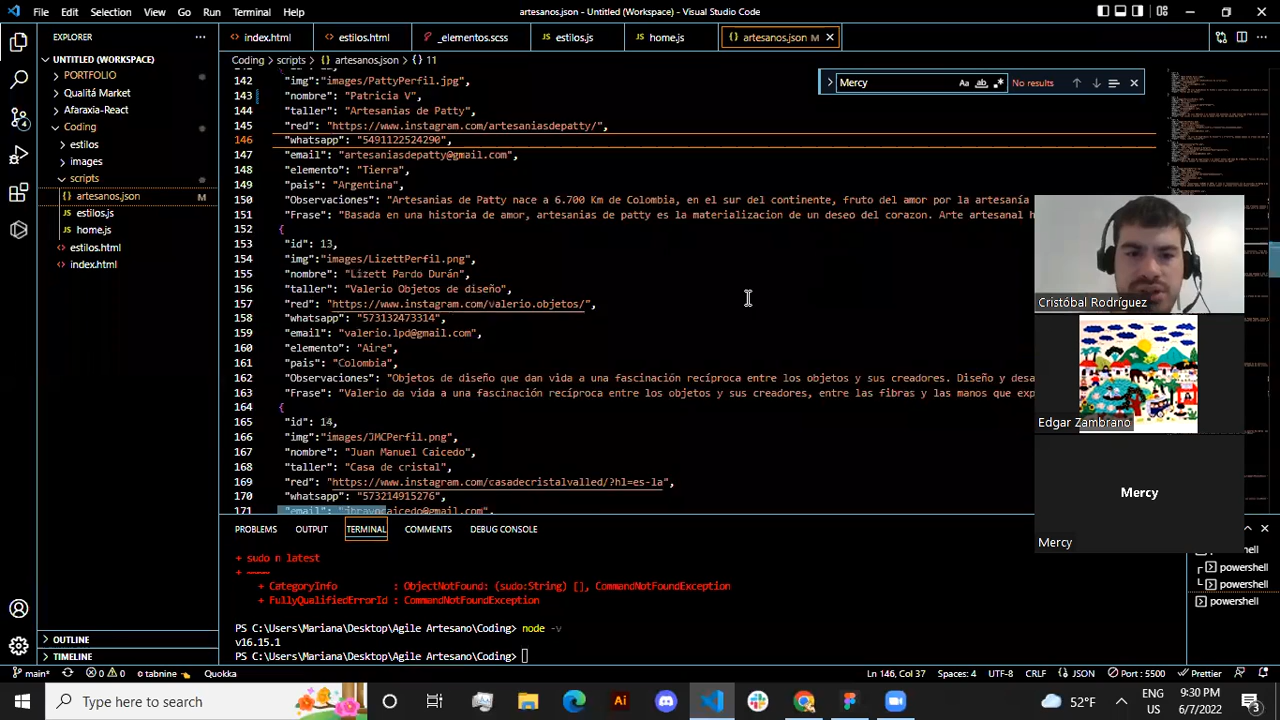 File Edit Selection View Go Run Terminal Help
artesanos.json - Untitled (Workspace) - Visual Studio Code
EXPLORER
UNTITLED (WORKSPACE)
PORTFOLIO
Qualitá Market
Afaraxia-React
Coding
estilos
images
scripts
artesanos.json M
estilos.js
home.js
estilos.html
index.html
OUTLINE
TIMELINE
index.html estilos.html _elementos.scss estilos.js home.js artesanos.json M
Coding > scripts > artesanos.json > {} 11
Mercy
Aa ab No results
142 "img":"images/PattyPerfil.jpg",
143 "nombre": "Patricia V",
144 "taller": "Artesanias de Patty",
145 "red": "https://www.instagram.com/artesaniasdepatty/",
146 "whatsapp": "5491122524290",
147 "email": "artesaniasdepatty@gmail.com",
148 "elemento": "Tierra",
149 "pais": "Argentina",
150 "Observaciones": "Artesanias de Patty nace a 6.700 Km de Colombia, en el sur del continente, fruto del amor por la artesanía
151 "Frase": "Basada en una historia de amor, artesanias de patty es la materializacion de un deseo del corazon. Arte artesanal h
152 {
153 "id": 13,
154 "img":"images/LizettPerfil.png",
155 "nombre": "Lizett Pardo Durán",
156 "taller": "Valerio Objetos de diseño",
157 "red": "https://www.instagram.com/valerio.objetos/",
158 "whatsapp": "573132473314",
159 "email": "valerio.lpd@gmail.com",
160 "elemento": "Aire",
161 "pais": "Colombia",
162 "Observaciones": "Objetos de diseño que dan vida a una fascinación recíproca entre los objetos y sus creadores. Diseño y desa
163 "Frase": "Valerio da vida a una fascinación recíproca entre los objetos y sus creadores, entre las fibras y las manos que exp
164 {
165 "id": 14,
166 "img":"images/JMCPerfil.png",
167 "nombre": "Juan Manuel Caicedo",
168 "taller": "Casa de cristal",
169 "red": "https://www.instagram.com/casadecristalvalled/?hl=es-la",
170 "whatsapp": "573214915276",
171 "email": "jbravocaicedo@gmail.com",
Cristóbal Rodríguez
Edgar Zambrano
Mercy
Mercy
PROBLEMS OUTPUT TERMINAL COMMENTS DEBUG CONSOLE
+ sudo n latest
+ ~~~~
+ CategoryInfo : ObjectNotFound: (sudo:String) [], CommandNotFoundException
+ FullyQualifiedErrorId : CommandNotFoundException
PS C:\Users\Mariana\Desktop\Agile Artesano\Coding> node -v
v16.15.1
PS C:\Users\Mariana\Desktop\Agile Artesano\Coding>
powershell
powershell
powershell
main* 0 0 tabnine Quokka
Ln 146, Col 37 Spaces: 4 UTF-8 CRLF JSON Port : 5500 Prettier
Type here to search
52°F
ENG
US
9:30 PM
6/7/2022
3